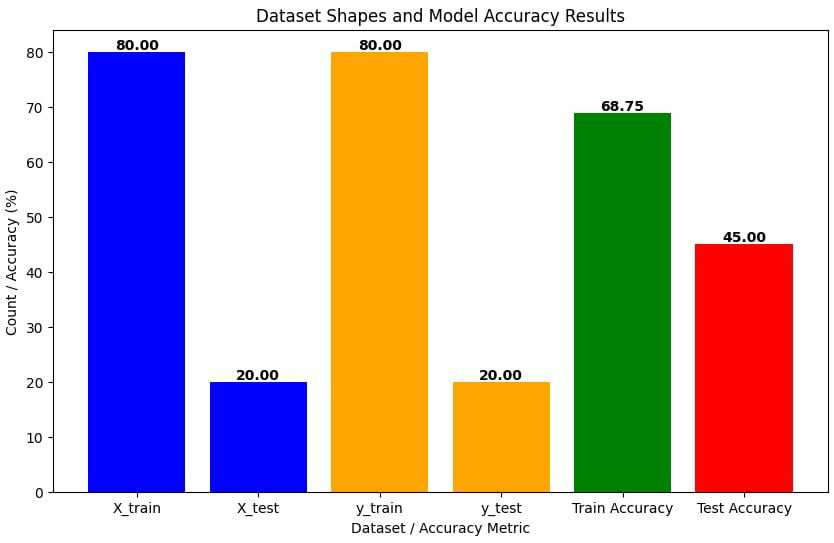 Dataset Shapes and Model Accuracy Results
80.00
20.00
80.00
20.00
68.75
45.00
Count / Accuracy (%)
80
70
60
50
40
30
20
10
0
X_train
X_test
y_train
y_test
Train Accuracy
Test Accuracy
Dataset / Accuracy Metric